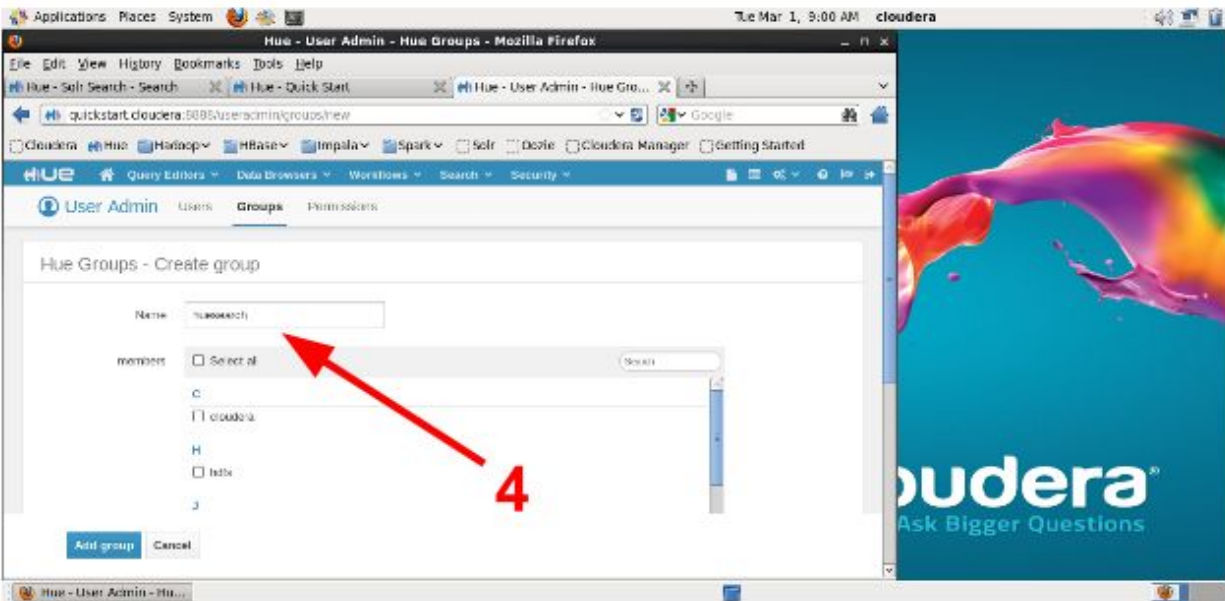 Applications Places System Tue Mar 1, 9:00 AM cloudera
Hue - User Admin - Hue Groups - Mozilla Firefox
File Edit View History Bookmarks Tools Help
Hue - Solr Search - Search Hue - Quick Start Hue - User Admin - Hue Gro...
quickstart.cloudera:8888/useradmin/groups/new Google
Cloudera Hue Hadoop HBase Impala Spark Solr Oozie Cloudera Manager Getting Started
HUE Query Editors Data Browsers Workflows Search Security
User Admin Users Groups Permissions
Hue Groups - Create group
Name huesearch
members Select all Search
C
cloudera
H
hdfs
4
J
Add group Cancel
oudera®
Ask Bigger Questions
Hue - User Admin - Hu...